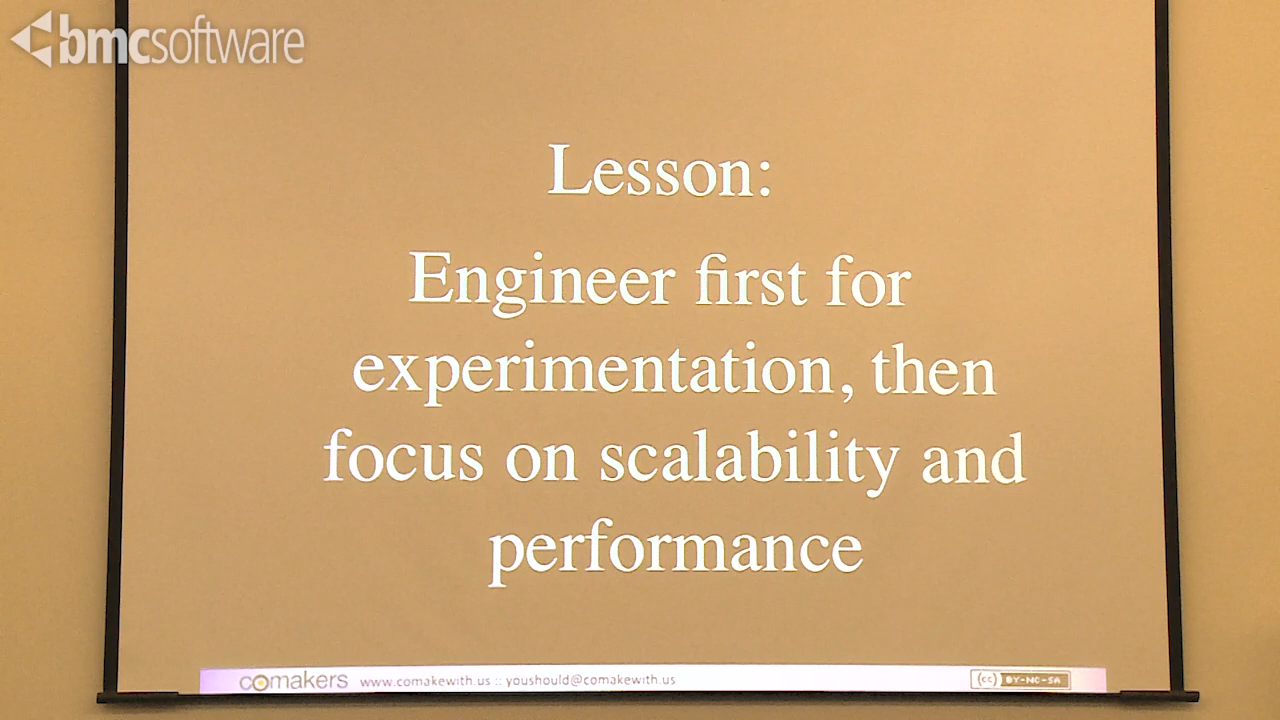 bmcsoftware
Lesson:
Engineer first for
experimentation, then
focus on scalability and
performance
comakers www.comakewith.us :: youshould@comakewith.us (cc) BY-NC-SA